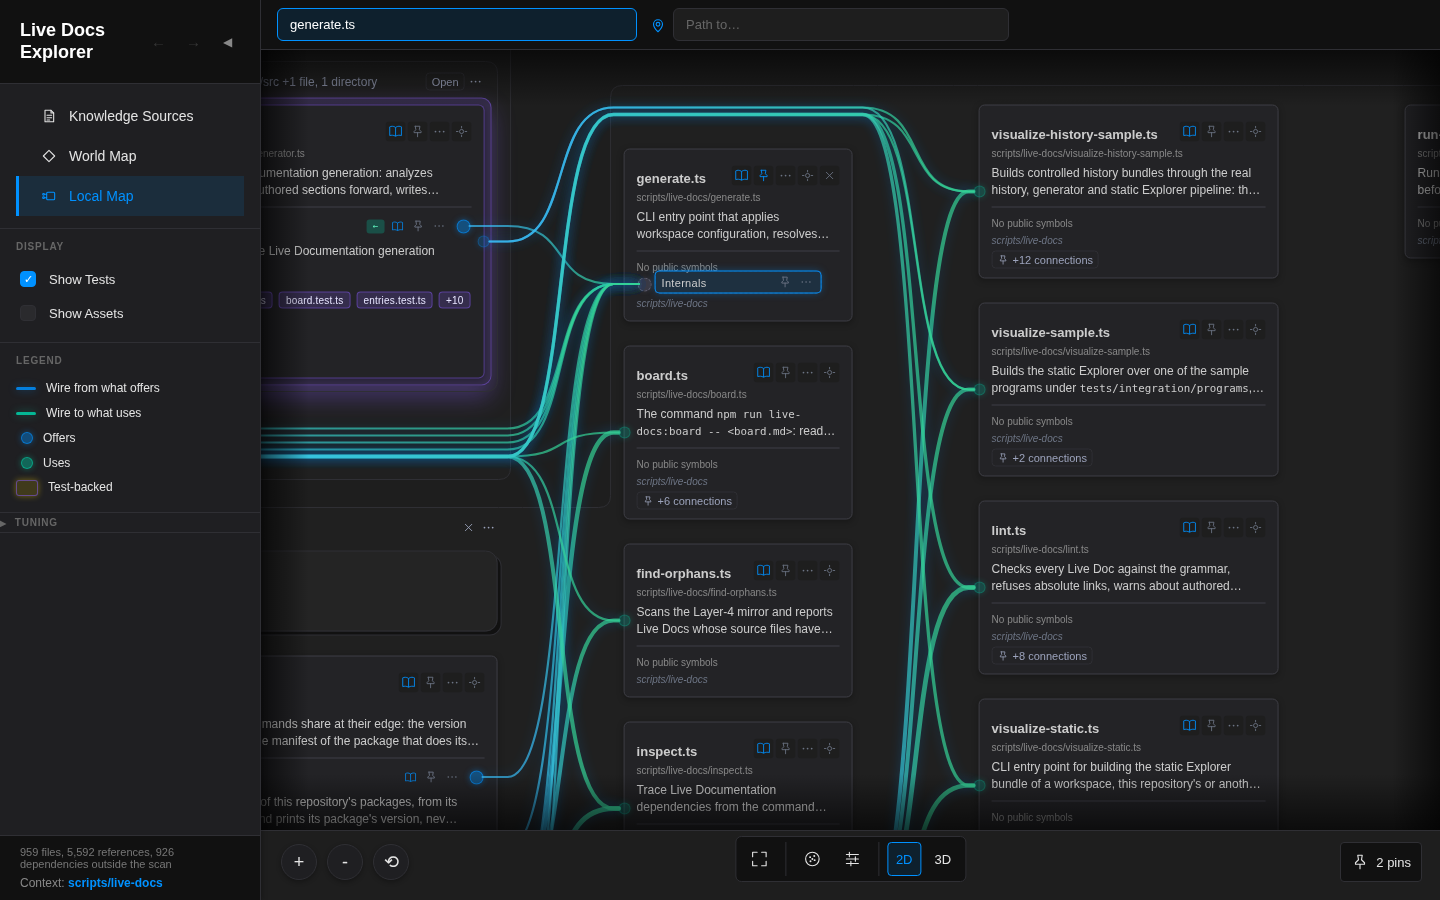 Live Docs
Explorer
Knowledge Sources
World Map
Local Map
DISPLAY
Show Tests
Show Assets
LEGEND
Wire from what offers
Wire to what uses
Offers
Uses
Test-backed
TUNING
959 files, 5,592 references, 926
dependencies outside the scan
Context: scripts/live-docs
generate.ts
Path to…
/src +1 file, 1 directory
Open
enerator.ts
umentation generation: analyzes
uthored sections forward, writes…
e Live Documentation generation
s
board.test.ts
entries.test.ts
+10
mands share at their edge: the version
e manifest of the package that does its…
of this repository's packages, from its
nd prints its package's version, nev…
generate.ts
scripts/live-docs/generate.ts
CLI entry point that applies
workspace configuration, resolves…
No public symbols
Internals
scripts/live-docs
board.ts
scripts/live-docs/board.ts
The command npm run live-
docs:board -- <board.md>: read…
No public symbols
scripts/live-docs
+6 connections
find-orphans.ts
scripts/live-docs/find-orphans.ts
Scans the Layer-4 mirror and reports
Live Docs whose source files have…
No public symbols
scripts/live-docs
inspect.ts
scripts/live-docs/inspect.ts
Trace Live Documentation
dependencies from the command…
visualize-history-sample.ts
scripts/live-docs/visualize-history-sample.ts
Builds controlled history bundles through the real
history, generator and static Explorer pipeline: th…
No public symbols
scripts/live-docs
+12 connections
visualize-sample.ts
scripts/live-docs/visualize-sample.ts
Builds the static Explorer over one of the sample
programs under tests/integration/programs,…
No public symbols
scripts/live-docs
+2 connections
lint.ts
scripts/live-docs/lint.ts
Checks every Live Doc against the grammar,
refuses absolute links, warns about authored…
No public symbols
scripts/live-docs
+8 connections
visualize-static.ts
scripts/live-docs/visualize-static.ts
CLI entry point for building the static Explorer
bundle of a workspace, this repository's or anoth…
No public symbols
run-
script
Run
befo
No p
script
+
-
2D
3D
2 pins